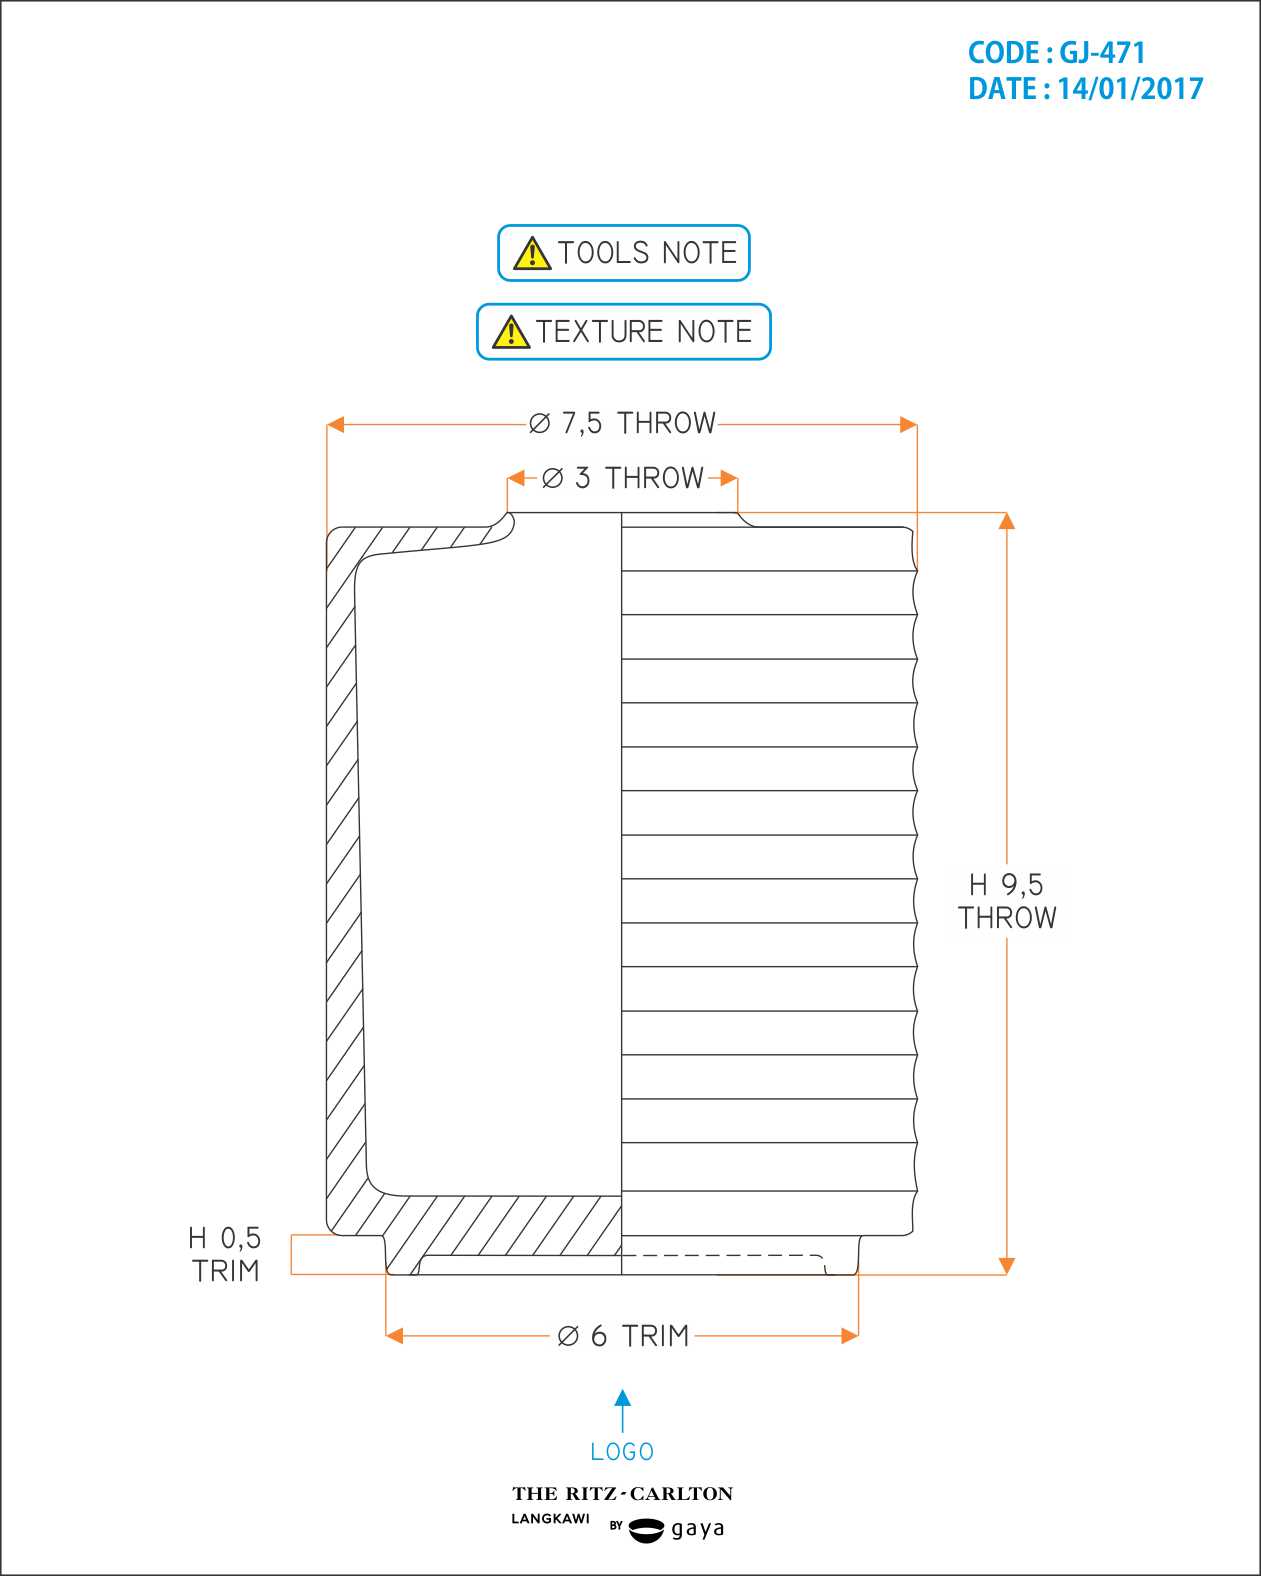 CODE : GJ-471
DATE : 14/01/2017
TOOLS NOTE
TEXTURE NOTE
⌀ 7,5 THROW
⌀ 3 THROW
H 9,5
THROW
H 0,5
TRIM
⌀ 6 TRIM
LOGO
THE RITZ-CARLTON
LANGKAWI
BY gaya